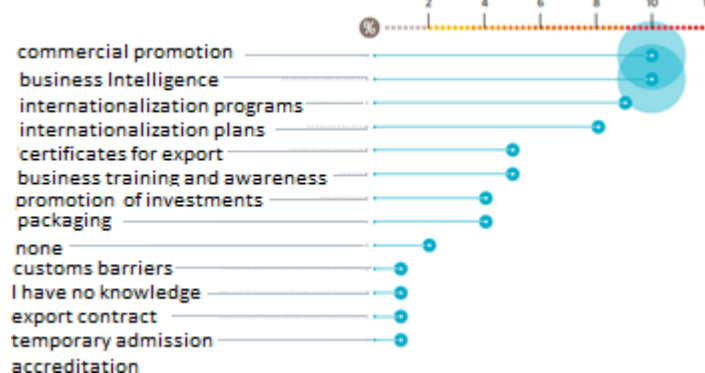 2 4 6 8 10
%
commercial promotion
business Intelligence
internationalization programs
internationalization plans
certificates for export
business training and awareness
promotion of investments
packaging
none
customs barriers
I have no knowledge
export contract
temporary admission
accreditation